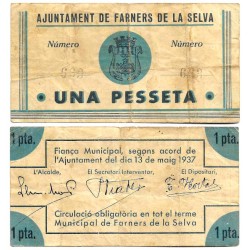 AJUNTAMENT DE FARNERS DE LA SELVA
Número Número
UNA PESSETA
1 pta. 1 pta.
Fiança Municipal, segons acord de
l'Ajuntament del dia 13 de maig 1937
L'Alcalde, El Secretari Interventor, El Dipositari,
Circulació obligatòria en tot el terme
Municipal de Farners de la Selva
1 pta. 1 pta.